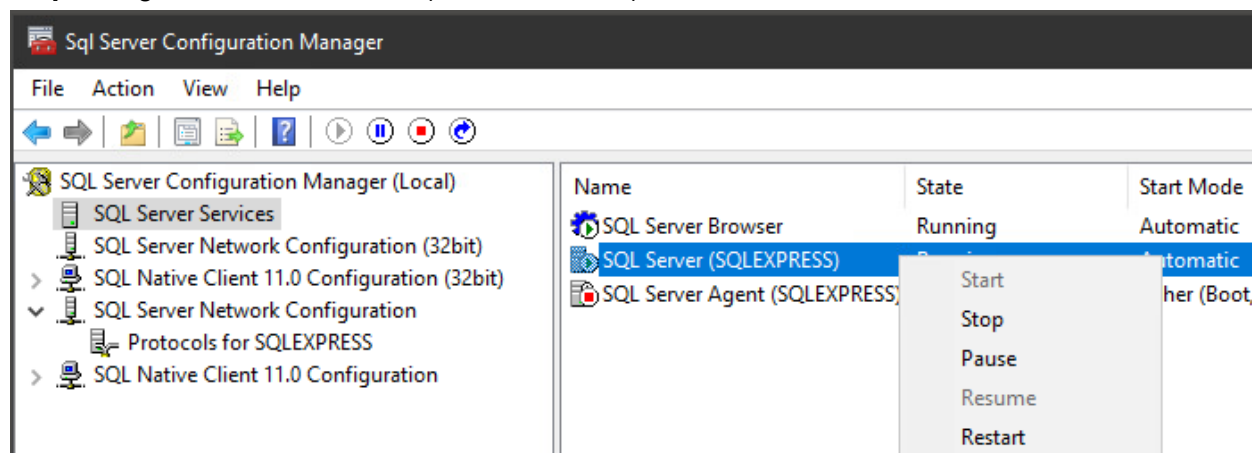 Sql Server Configuration Manager
File Action View Help
SQL Server Configuration Manager (Local)
SQL Server Services
SQL Server Network Configuration (32bit)
SQL Native Client 11.0 Configuration (32bit)
SQL Server Network Configuration
Protocols for SQLEXPRESS
SQL Native Client 11.0 Configuration
Name State Start Mode
SQL Server Browser Running Automatic
SQL Server (SQLEXPRESS) tomatic
SQL Server Agent (SQLEXPRESS) her (Boot,
Start
Stop
Pause
Resume
Restart